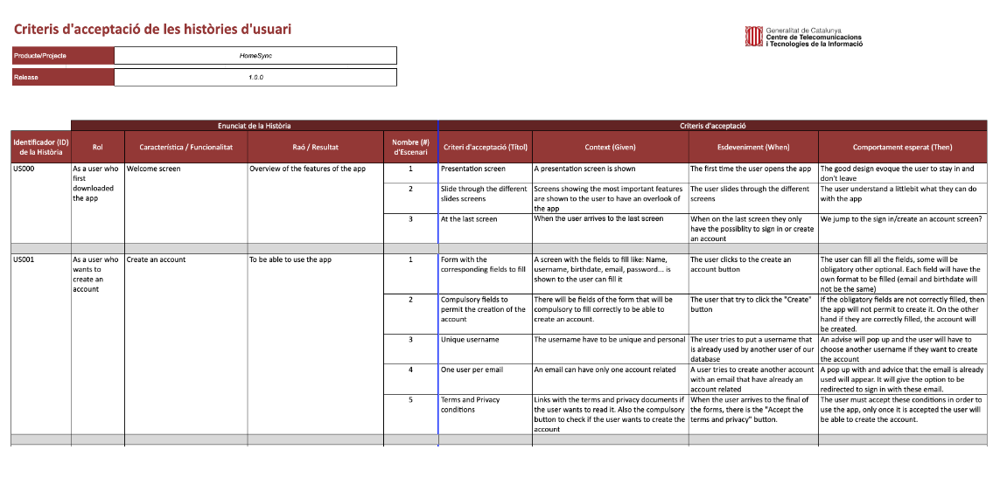 Criteris d'acceptació de les històries d'usuari
Generalitat de Catalunya
Centre de Telecomunicacions
i Tecnologies de la Informació
Producte/Projecte
HomeSync
Release
1.0.0
Enunciat de la Història
Criteris d'acceptació
Identificador (ID)
de la Història
Rol
Característica / Funcionalitat
Raó / Resultat
Nombre (#)
d'Escenari
Criteri d'acceptació (Títol)
Context (Given)
Esdeveniment (When)
Comportament esperat (Then)
US000
As a user who
first
downloaded
the app
Welcome screen
Overview of the features of the app
1
Presentation screen
A presentation screen is shown
The first time the user opens the app
The good design evoque the user to stay in and
don't leave
2
Slide through the different
slides screens
Screens showing the most important features
are shown to the user to have an overlook of
the app
The user slides through the different
screens
The user understand a littlebit what they can do
with the app
3
At the last screen
When the user arrives to the last screen
When on the last screen they only
have the possiblity to sign in or create
an account
We jump to the sign in/create an account screen?
US001
As a user who
wants to
create an
account
Create an account
To be able to use the app
1
Form with the
corresponding fields to fill
A screen with the fields to fill like: Name,
username, birthdate, email, password... is
shown to the user can fill it
The user clicks to the create an
account button
The user can fill all the fields, some will be
obligatory other optional. Each field will have the
own format to be filled (email and birthdate will
not be the same)
2
Compulsory fields to
permit the creation of the
account
There will be fields of the form that will be
compulsory to fill correctly to be able to
create an account.
The user that try to click the "Create"
button
If the obligatory fields are not correctly filled, then
the app will not permit to create it. On the other
hand if they are correctly filled, the account will
be created.
3
Unique username
The username have to be unique and personal
The user tries to put a username that
is already used by another user of our
database
An advise will pop up and the user will have to
choose another username if they want to create
the account
4
One user per email
An email can have only one account related
A user tries to create another account
with an email that have already an
account related
A pop up with and advice that the email is already
used will appear. It will give the option to be
redirected to sign in with these email.
5
Terms and Privacy
conditions
Links with the terms and privacy documents if
the user wants to read it. Also the compulsory
button to check if the user wants to create the
account
When the user arrives to the final of
the forms, there is the "Accept the
terms and privacy" button.
The user must accept these conditions in order to
use the app, only once it is accepted the user will
be able to create the account.